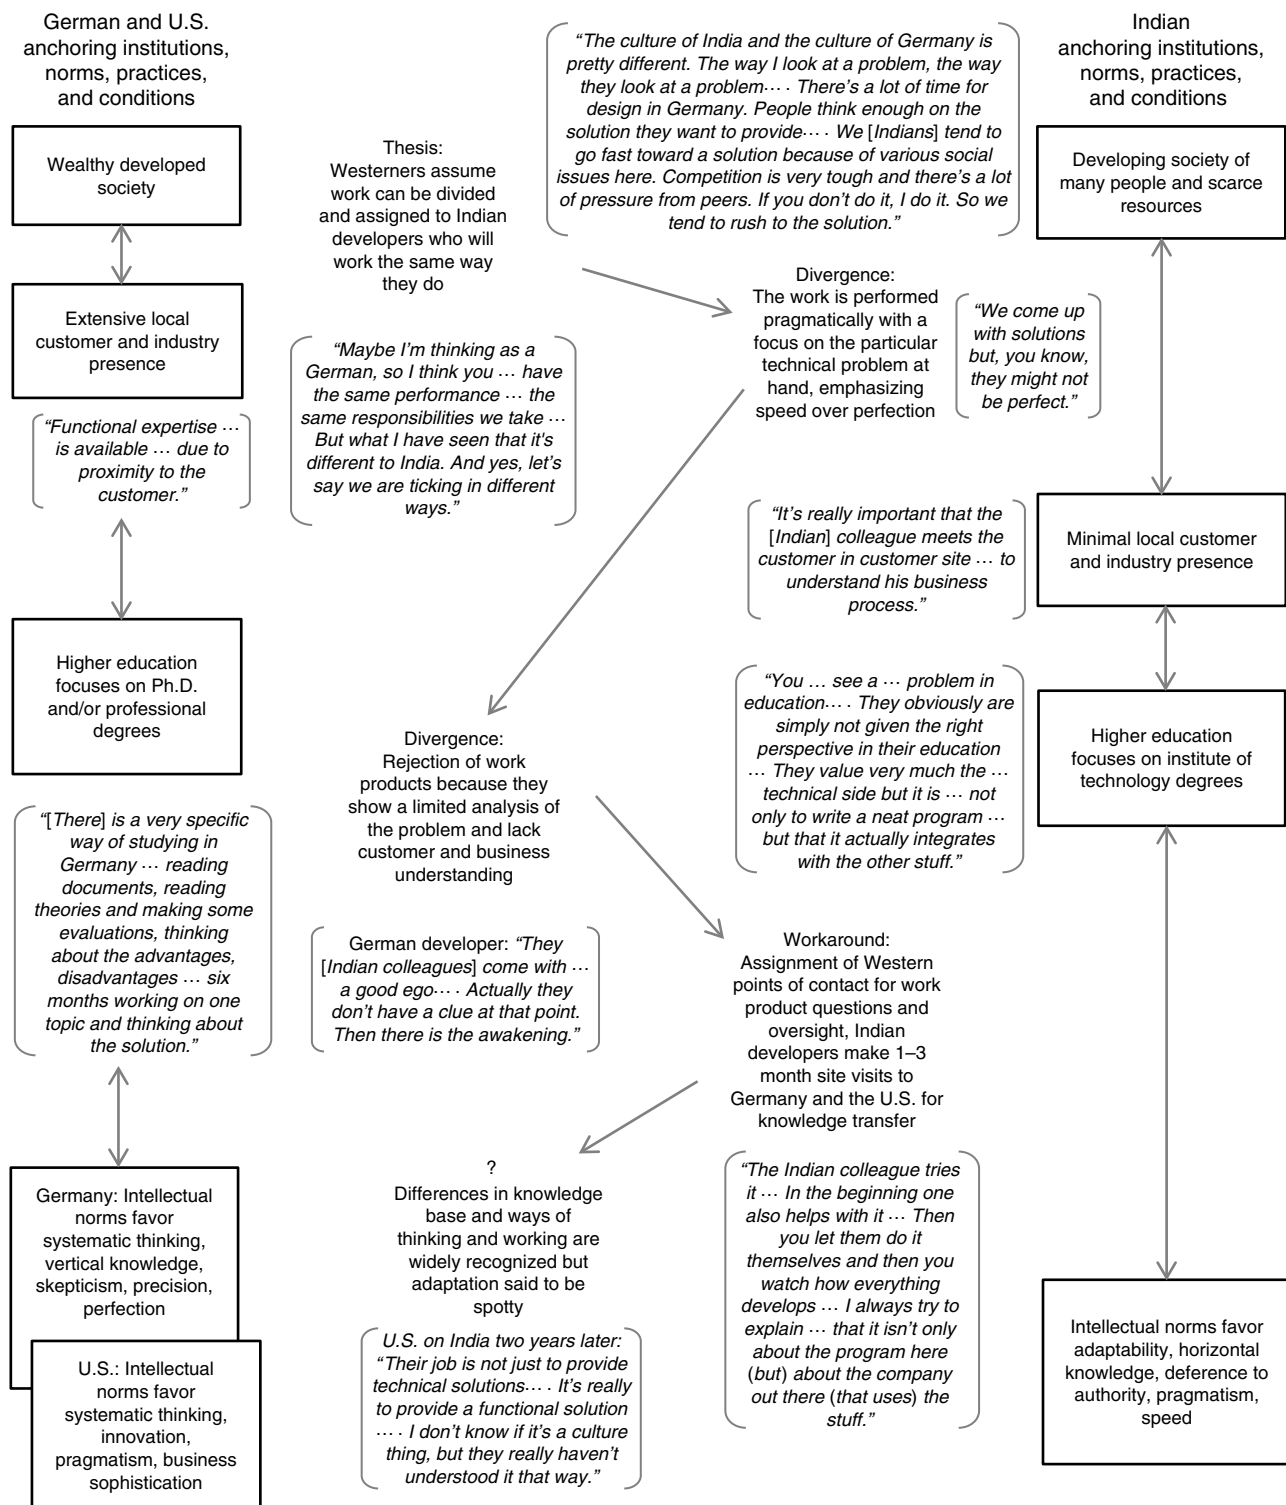 German and U.S.
anchoring institutions,
norms, practices,
and conditions
Wealthy developed
society
Extensive local
customer and industry
presence
“Functional expertise ···
is available ··· due to
proximity to the
customer.”
Higher education
focuses on Ph.D.
and/or professional
degrees
“[There] is a very specific
way of studying in
Germany ··· reading
documents, reading
theories and making some
evaluations, thinking
about the advantages,
disadvantages ··· six
months working on one
topic and thinking about
the solution.”
Germany: Intellectual
norms favor
systematic thinking,
vertical knowledge,
skepticism, precision,
perfection
U.S.: Intellectual
norms favor
systematic thinking,
innovation,
pragmatism, business
sophistication
Thesis:
Westerners assume
work can be divided
and assigned to Indian
developers who will
work the same way
they do
“Maybe I’m thinking as a
German, so I think you ··· have
the same performance ··· the
same responsibilities we take ···
But what I have seen that it's
different to India. And yes, let’s
say we are ticking in different
ways.”
“The culture of India and the culture of Germany is
pretty different. The way I look at a problem, the way
they look at a problem··· . There’s a lot of time for
design in Germany. People think enough on the
solution they want to provide··· . We [Indians] tend to
go fast toward a solution because of various social
issues here. Competition is very tough and there’s a lot
of pressure from peers. If you don’t do it, I do it. So we
tend to rush to the solution.”
Divergence:
The work is performed
pragmatically with a
focus on the particular
technical problem at
hand, emphasizing
speed over perfection
“We come up
with solutions
but, you know,
they might not
be perfect.”
“It’s really important that the
[Indian] colleague meets the
customer in customer site ··· to
understand his business
process.”
“You ··· see a ··· problem in
education··· . They obviously are
simply not given the right
perspective in their education
··· They value very much the ···
technical side but it is ··· not
only to write a neat program ···
but that it actually integrates
with the other stuff.”
Divergence:
Rejection of work
products because they
show a limited analysis of
the problem and lack
customer and business
understanding
German developer: “They
[Indian colleagues] come with ···
a good ego··· . Actually they
don’t have a clue at that point.
Then there is the awakening.”
Workaround:
Assignment of Western
points of contact for work
product questions and
oversight, Indian
developers make 1–3
month site visits to
Germany and the U.S. for
knowledge transfer
“The Indian colleague tries
it ··· In the beginning one
also helps with it ··· Then
you let them do it
themselves and then you
watch how everything
develops ··· I always try to
explain ··· that it isn’t only
about the program here
(but) about the company
out there (that uses) the
stuff.”
?
Differences in knowledge
base and ways of
thinking and working are
widely recognized but
adaptation said to be
spotty
U.S. on India two years later:
“Their job is not just to provide
technical solutions··· . It’s really
to provide a functional solution
··· . I don’t know if it’s a culture
thing, but they really haven’t
understood it that way.”
Indian
anchoring institutions,
norms, practices,
and conditions
Developing society of
many people and scarce
resources
Minimal local customer
and industry presence
Higher education
focuses on institute of
technology degrees
Intellectual norms favor
adaptability, horizontal
knowledge, deference to
authority, pragmatism,
speed